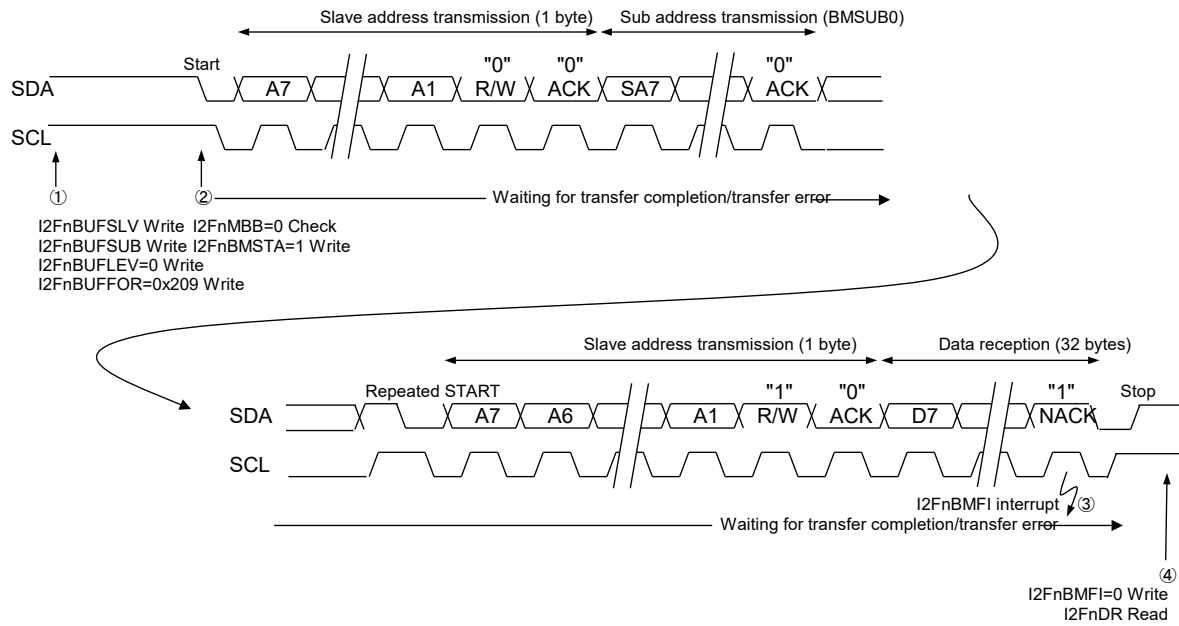 Slave address transmission (1 byte) Sub address transmission (BMSUB0)
Start "0" "0" "0"
SDA A7 A1 R/W ACK SA7 ACK
SCL
① ② Waiting for transfer completion/transfer error
I2FnBUFSLV Write I2FnMBB=0 Check
I2FnBUFSUB Write I2FnBMSTA=1 Write
I2FnBUFLEV=0 Write
I2FnBUFFOR=0x209 Write
Slave address transmission (1 byte) Data reception (32 bytes)
Repeated START "1" "0" "1" Stop
SDA A7 A6 A1 R/W ACK D7 NACK
SCL
I2FnBMFI interrupt ③
Waiting for transfer completion/transfer error
④
I2FnBMFI=0 Write
I2FnDR Read